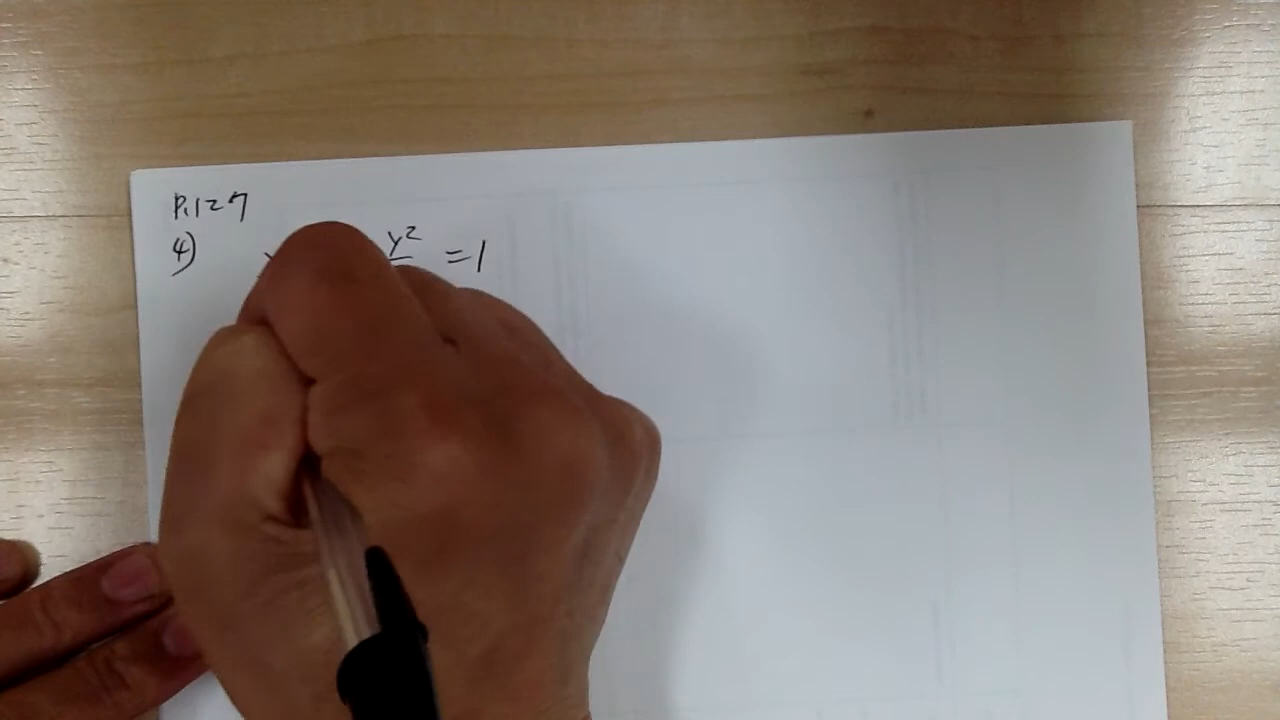 P.127
4) y² =1